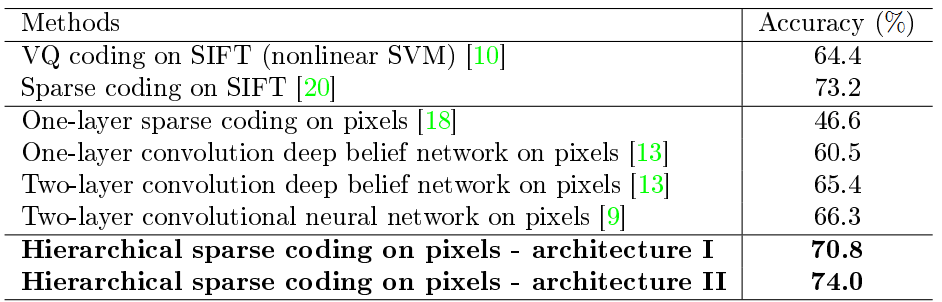 Methods Accuracy (%)
VQ coding on SIFT (nonlinear SVM) [10] 64.4
Sparse coding on SIFT [20] 73.2
One-layer sparse coding on pixels [18] 46.6
One-layer convolution deep belief network on pixels [13] 60.5
Two-layer convolution deep belief network on pixels [13] 65.4
Two-layer convolutional neural network on pixels [9] 66.3
Hierarchical sparse coding on pixels - architecture I 70.8
Hierarchical sparse coding on pixels - architecture II 74.0